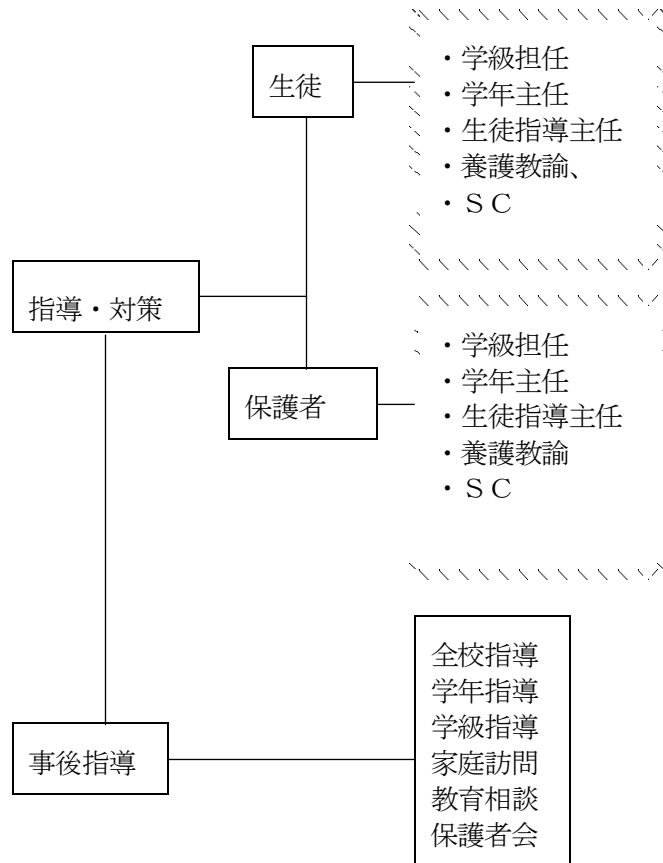 生徒
・学級担任
・学年主任
・生徒指導主任
・養護教諭、
・ＳＣ
指導・対策
保護者
・学級担任
・学年主任
・生徒指導主任
・養護教諭
・ＳＣ
事後指導
全校指導
学年指導
学級指導
家庭訪問
教育相談
保護者会